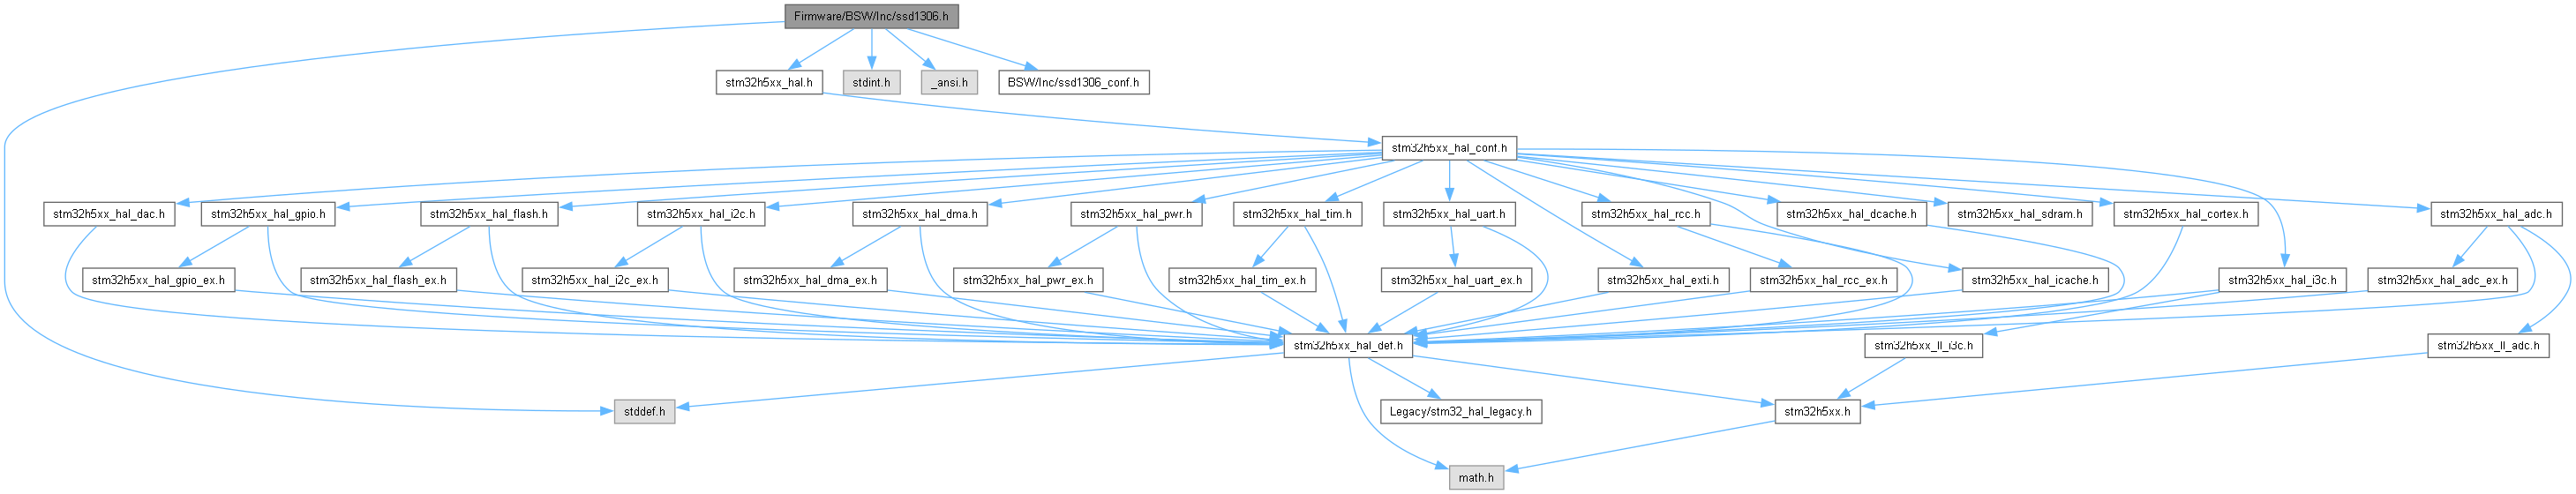 Firmware/BSW/Inc/ssd1306.h
stm32h5xx_hal.h
stdint.h
_ansi.h
BSW/Inc/ssd1306_conf.h
stm32h5xx_hal_conf.h
stm32h5xx_hal_dac.h
stm32h5xx_hal_gpio.h
stm32h5xx_hal_flash.h
stm32h5xx_hal_i2c.h
stm32h5xx_hal_dma.h
stm32h5xx_hal_pwr.h
stm32h5xx_hal_tim.h
stm32h5xx_hal_uart.h
stm32h5xx_hal_rcc.h
stm32h5xx_hal_dcache.h
stm32h5xx_hal_sdram.h
stm32h5xx_hal_cortex.h
stm32h5xx_hal_adc.h
stm32h5xx_hal_gpio_ex.h
stm32h5xx_hal_flash_ex.h
stm32h5xx_hal_i2c_ex.h
stm32h5xx_hal_dma_ex.h
stm32h5xx_hal_pwr_ex.h
stm32h5xx_hal_tim_ex.h
stm32h5xx_hal_uart_ex.h
stm32h5xx_hal_exti.h
stm32h5xx_hal_rcc_ex.h
stm32h5xx_hal_icache.h
stm32h5xx_hal_i3c.h
stm32h5xx_hal_adc_ex.h
stm32h5xx_hal_def.h
stm32h5xx_ll_i3c.h
stm32h5xx_ll_adc.h
stddef.h
Legacy/stm32_hal_legacy.h
stm32h5xx.h
math.h